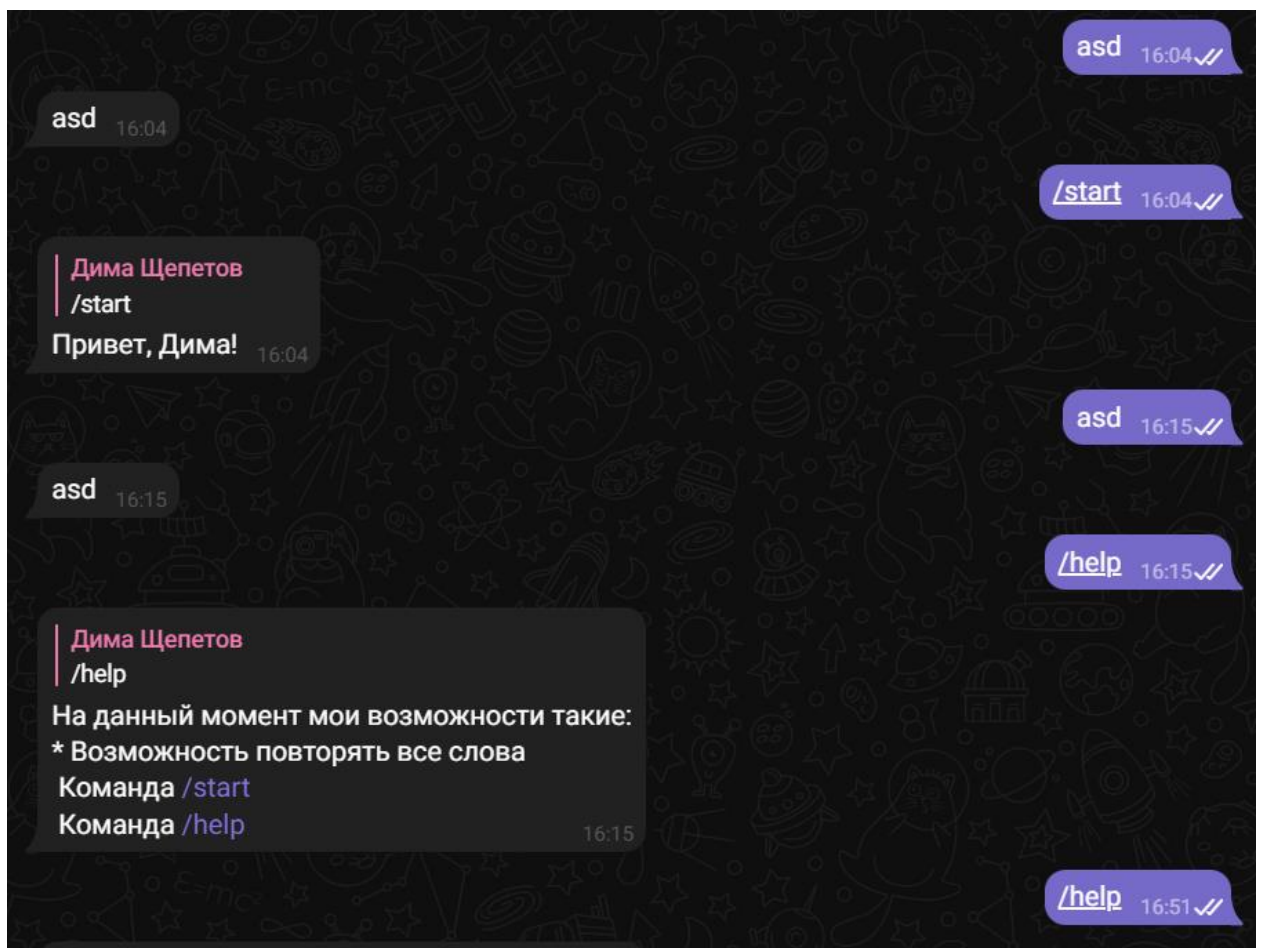 asd 16:04
asd 16:04
/start 16:04
Дима Щепетов
/start
Привет, Дима! 16:04
asd 16:15
asd 16:15
/help 16:15
Дима Щепетов
/help
На данный момент мои возможности такие:
* Возможность повторять все слова
Команда /start
Команда /help 16:15
/help 16:51